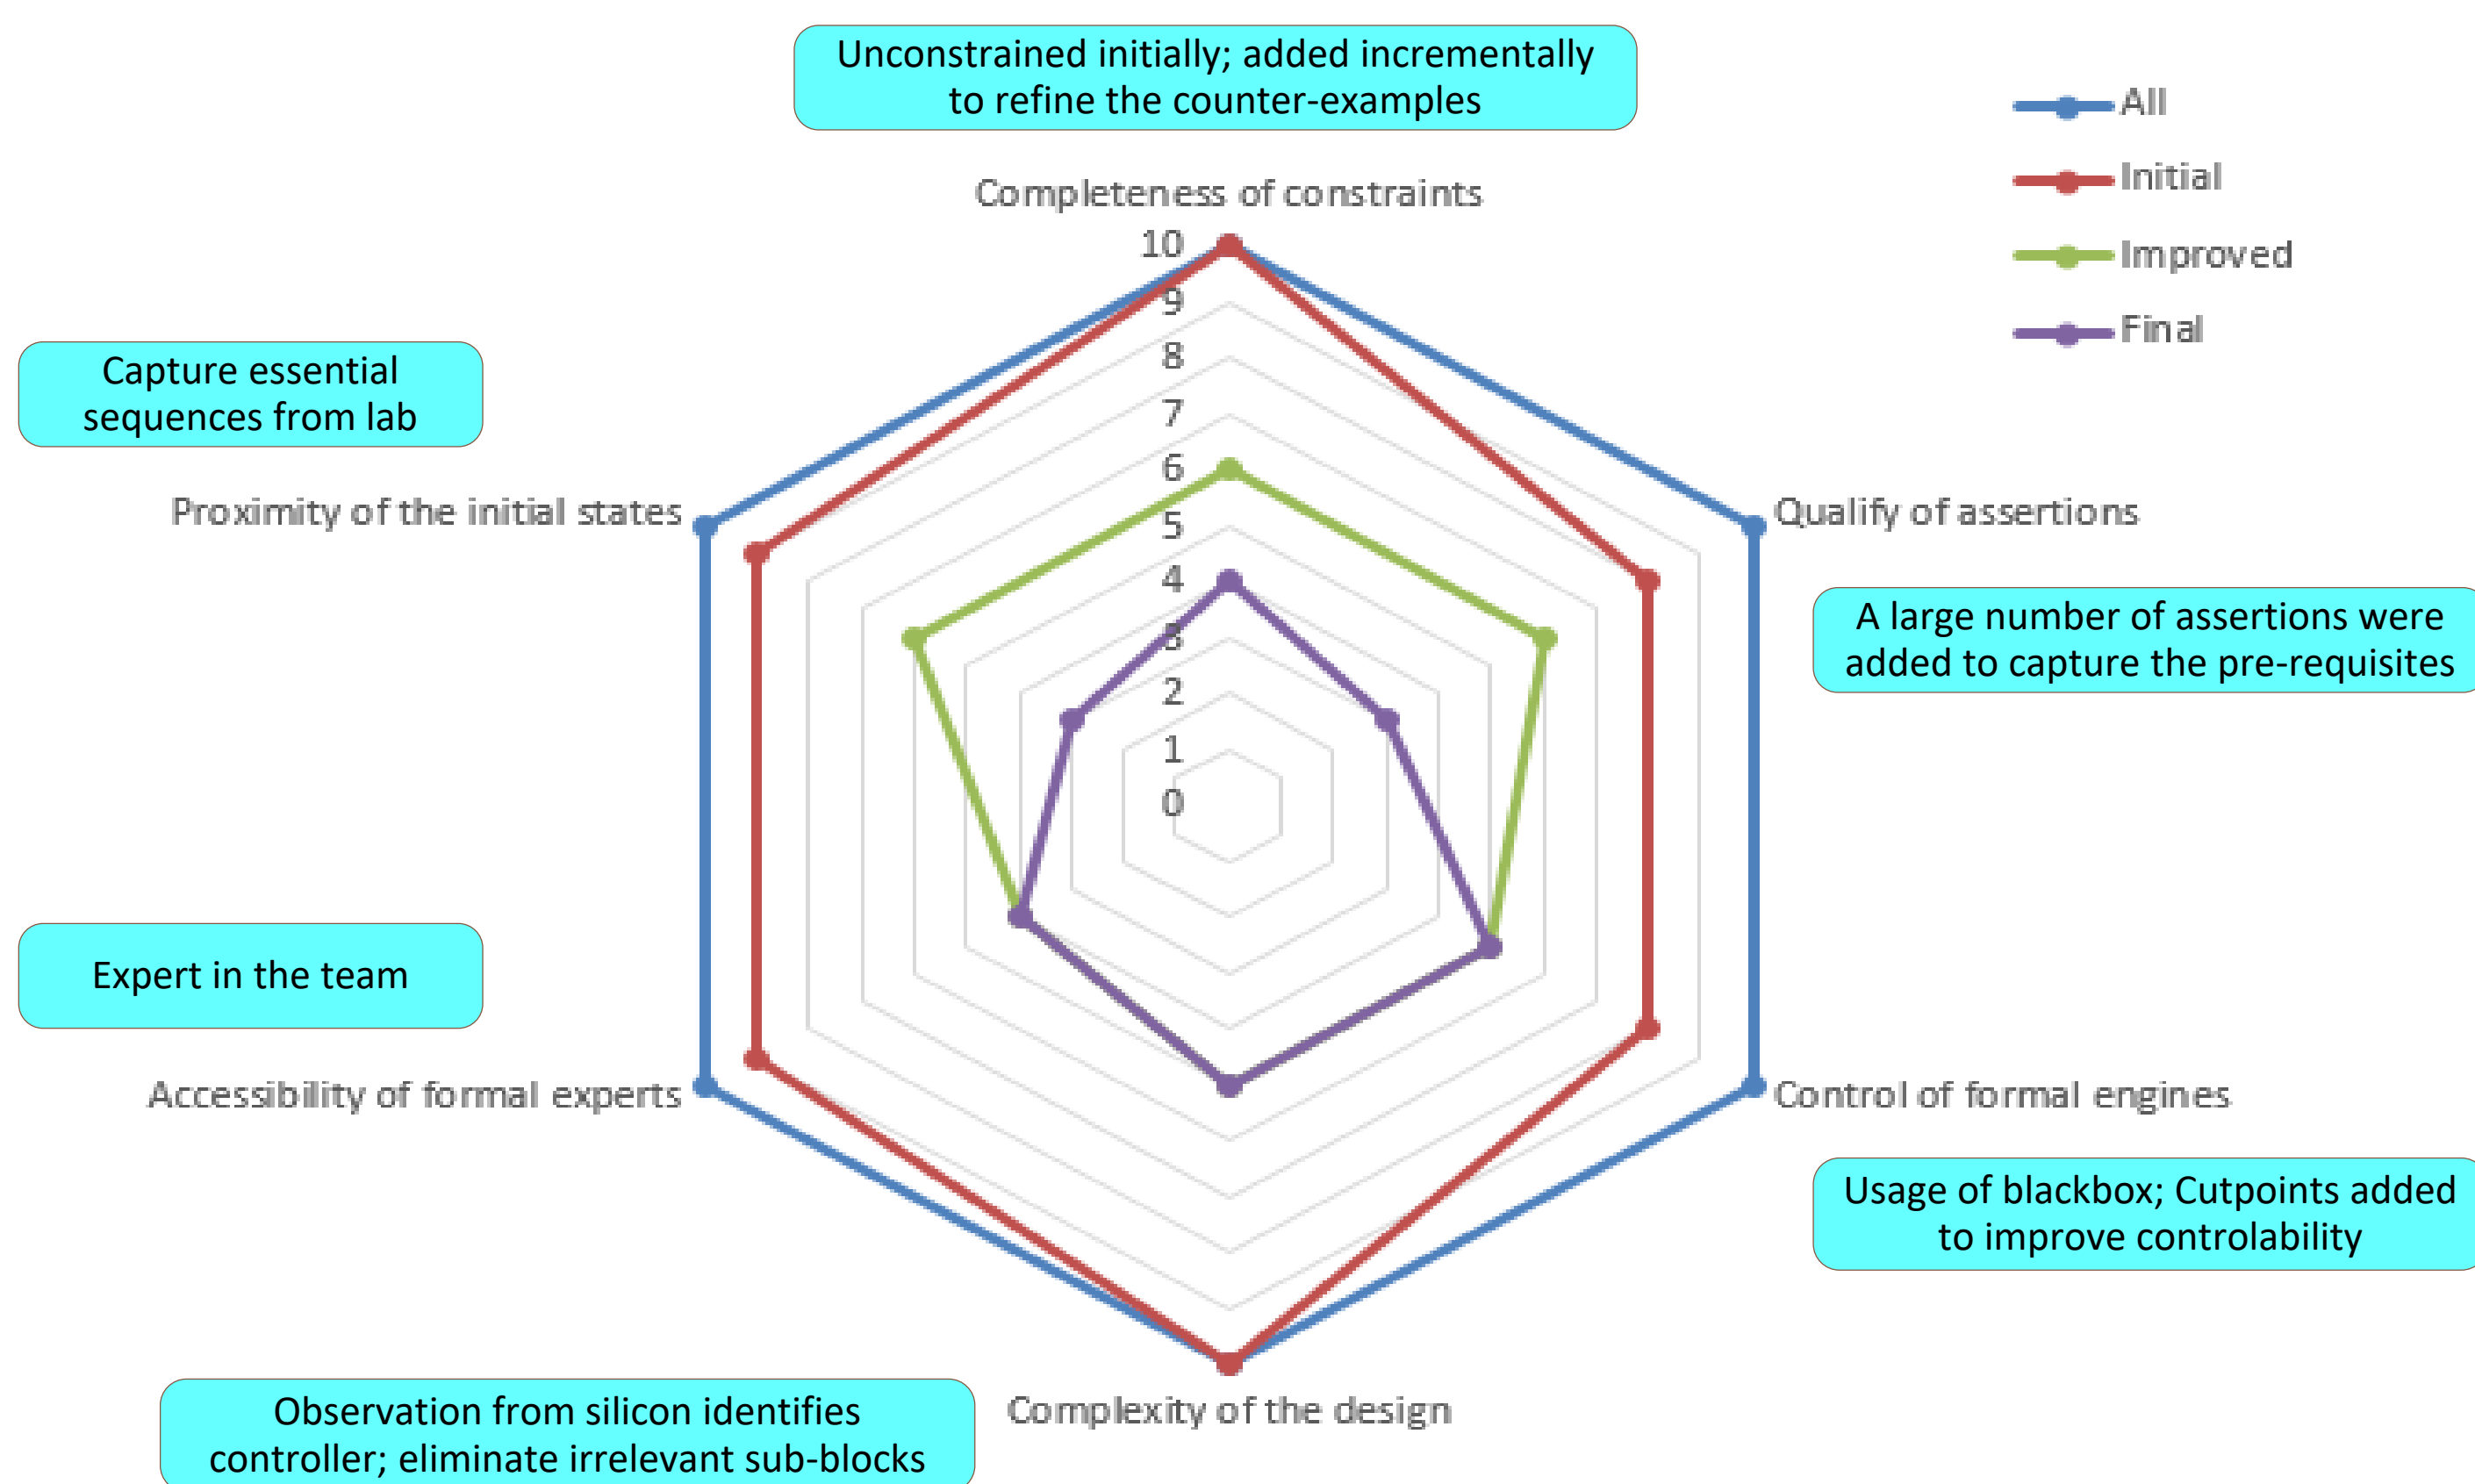 Unconstrained initially; added incrementally
to refine the counter-examples
All
Initial
Improved
Final
Completeness of constraints
10
9
8
7
6
5
4
3
2
1
0
Capture essential
sequences from lab
Proximity of the initial states
Qualify of assertions
A large number of assertions were
added to capture the pre-requisites
Expert in the team
Accessibility of formal experts
Control of formal engines
Usage of blackbox; Cutpoints added
to improve controlability
Observation from silicon identifies
controller; eliminate irrelevant sub-blocks
Complexity of the design